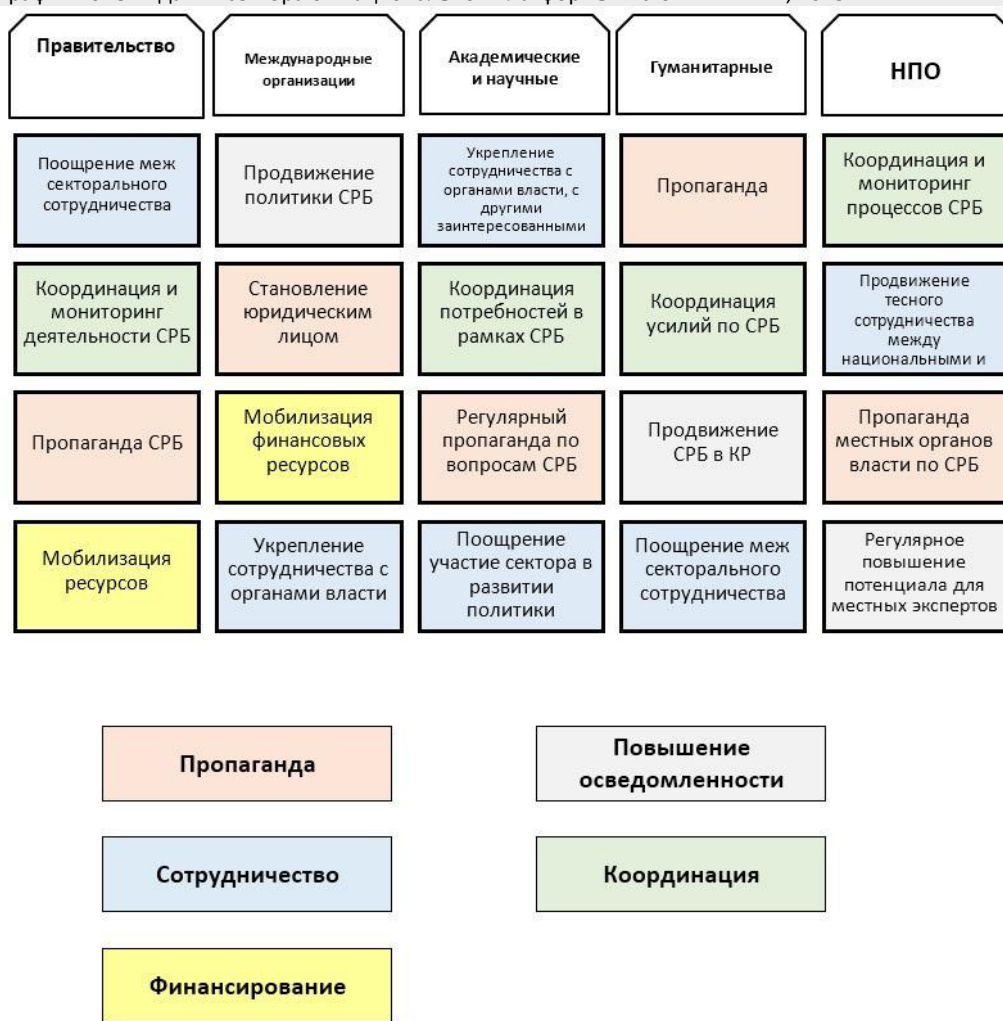 Правительство
Международные
организации
Академические
и научные
Гуманитарные
НПО
Поощрение меж
секторального
сотрудничества
Продвижение
политики СРБ
Укрепление
сотрудничества с
органами власти, с
другими
заинтересованными
Пропаганда
Координация и
мониторинг
процессов СРБ
Координация и
мониторинг
деятельности СРБ
Становление
юридическим
лицом
Координация
потребностей в
рамках СРБ
Координация
усилий по СРБ
Продвижение
тесного
сотрудничества
между
национальными и
Пропаганда СРБ
Мобилизация
финансовых
ресурсов
Регулярный
пропаганда по
вопросам СРБ
Продвижение
СРБ в КР
Пропаганда
местных органов
власти по СРБ
Мобилизация
ресурсов
Укрепление
сотрудничества с
органами власти
Поощрение
участие сектора в
развитии
политики
Поощрение меж
секторального
сотрудничества
Регулярное
повышение
потенциала для
местных экспертов
Пропаганда
Повышение
осведомленности
Сотрудничество
Координация
Финансирование